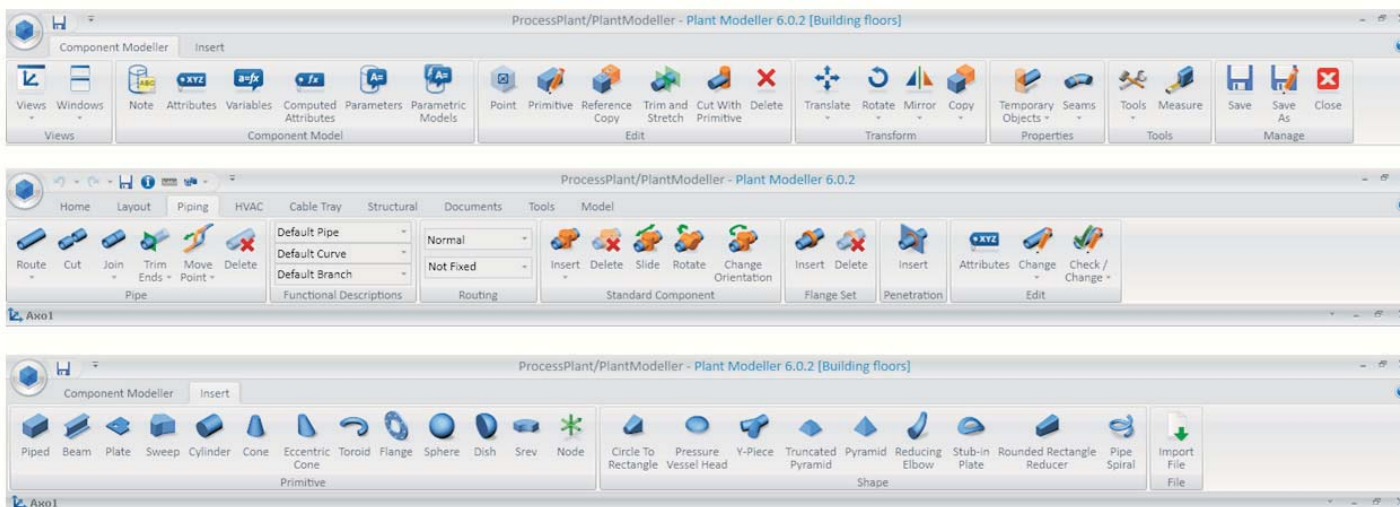 ProcessPlant/PlantModeller - Plant Modeller 6.0.2 [Building floors]
Component Modeller Insert
Views Windows Note Attributes Variables Computed Attributes Parameters Parametric Models Point Primitive Reference Copy Trim and Stretch Cut With Primitive Delete Translate Rotate Mirror Copy Temporary Objects Seams Tools Measure Save Save As Close
Views Component Model Edit Transform Properties Tools Manage
ProcessPlant/PlantModeller - Plant Modeller 6.0.2
Home Layout Piping HVAC Cable Tray Structural Documents Tools Model
Default Pipe
Default Curve
Default Branch
Normal
Not Fixed
Route Cut Join Trim Ends Move Point Delete Insert Delete Slide Rotate Change Orientation Insert Delete Insert Attributes Change Check / Change
Pipe Functional Descriptions Routing Standard Component Flange Set Penetration Edit
Axo1
ProcessPlant/PlantModeller - Plant Modeller 6.0.2 [Building floors]
Component Modeller Insert
Piped Beam Plate Sweep Cylinder Cone Eccentric Cone Toroid Flange Sphere Dish Srev Node Circle To Rectangle Pressure Vessel Head Y-Piece Truncated Pyramid Pyramid Reducing Elbow Stub-in Plate Rounded Rectangle Reducer Pipe Spiral Import File
Primitive Shape File
Axo1